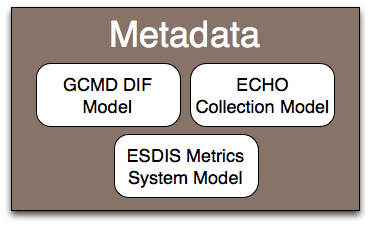 Metadata
GCMD DIF
Model
ECHO
Collection Model
ESDIS Metrics
System Model